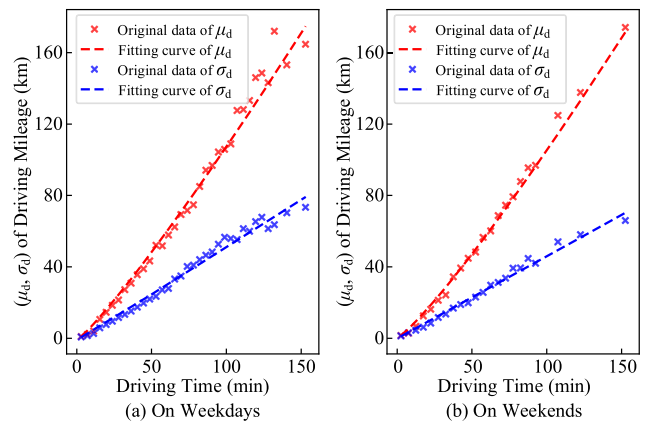 Original data of μd
Fitting curve of μd
Original data of σd
Fitting curve of σd
(μd, σd) of Driving Mileage (km)
160
120
80
40
0
0 50 100 150
Driving Time (min)
(a) On Weekdays
Original data of μd
Fitting curve of μd
Original data of σd
Fitting curve of σd
(μd, σd) of Driving Mileage (km)
160
120
80
40
0
0 50 100 150
Driving Time (min)
(b) On Weekends